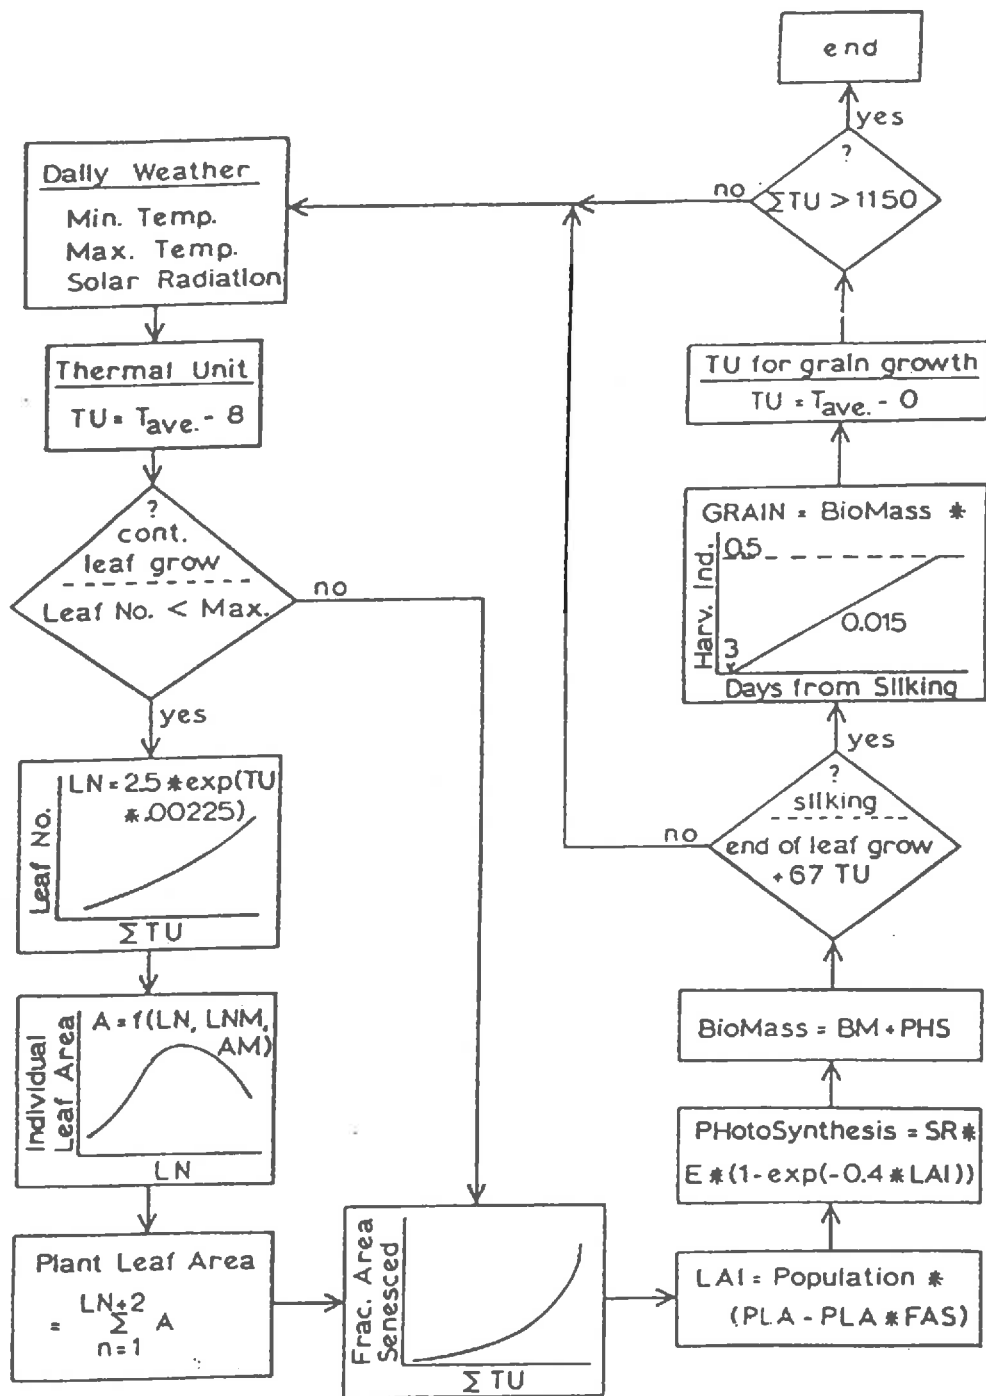 Daily Weather
Min. Temp.
Max. Temp.
Solar Radiation
Thermal Unit
TU = Tave. - 8
?
cont.
leaf grow
Leaf No. < Max.
no
yes
LN = 2.5 * exp(TU
* .00225)
Leaf No.
Σ TU
A = f(LN, LNM,
AM)
Individual
Leaf Area
LN
Plant Leaf Area
= LN+2 Σ n=1 A
Frac. Area
Senesced
Σ TU
LAI = Population *
(PLA - PLA * FAS)
PHotoSynthesis = SR *
E * (1-exp(-0.4 * LAI))
BioMass = BM + PHS
?
silking
end of leaf grow
+ 67 TU
no
yes
GRAIN = BioMass *
Harv. Ind.
0.5
0.015
3
Days from Silking
TU for grain growth
TU = Tave. - 0
?
ΣTU > 1150
no
yes
end